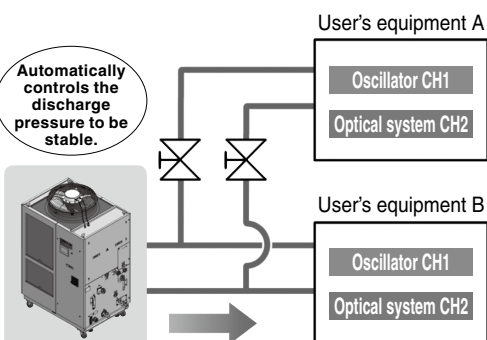 User's equipment A
Automatically
controls the
discharge
pressure to be
stable.
Oscillator CH1
Optical system CH2
User's equipment B
Oscillator CH1
Optical system CH2